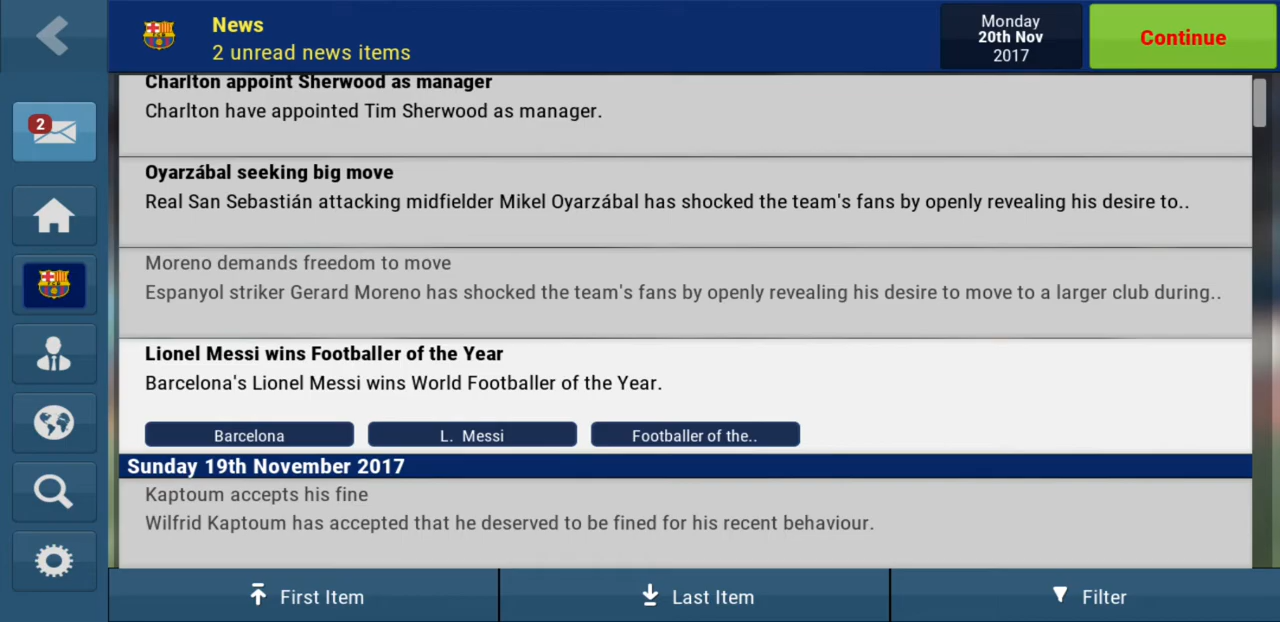 News
2 unread news items
Monday
20th Nov
2017
Continue
2
Charlton appoint Sherwood as manager
Charlton have appointed Tim Sherwood as manager.
Oyarzábal seeking big move
Real San Sebastián attacking midfielder Mikel Oyarzábal has shocked the team's fans by openly revealing his desire to..
Moreno demands freedom to move
Espanyol striker Gerard Moreno has shocked the team's fans by openly revealing his desire to move to a larger club during..
Lionel Messi wins Footballer of the Year
Barcelona's Lionel Messi wins World Footballer of the Year.
Barcelona
L. Messi
Footballer of the..
Sunday 19th November 2017
Kaptoum accepts his fine
Wilfrid Kaptoum has accepted that he deserved to be fined for his recent behaviour.
First Item
Last Item
Filter